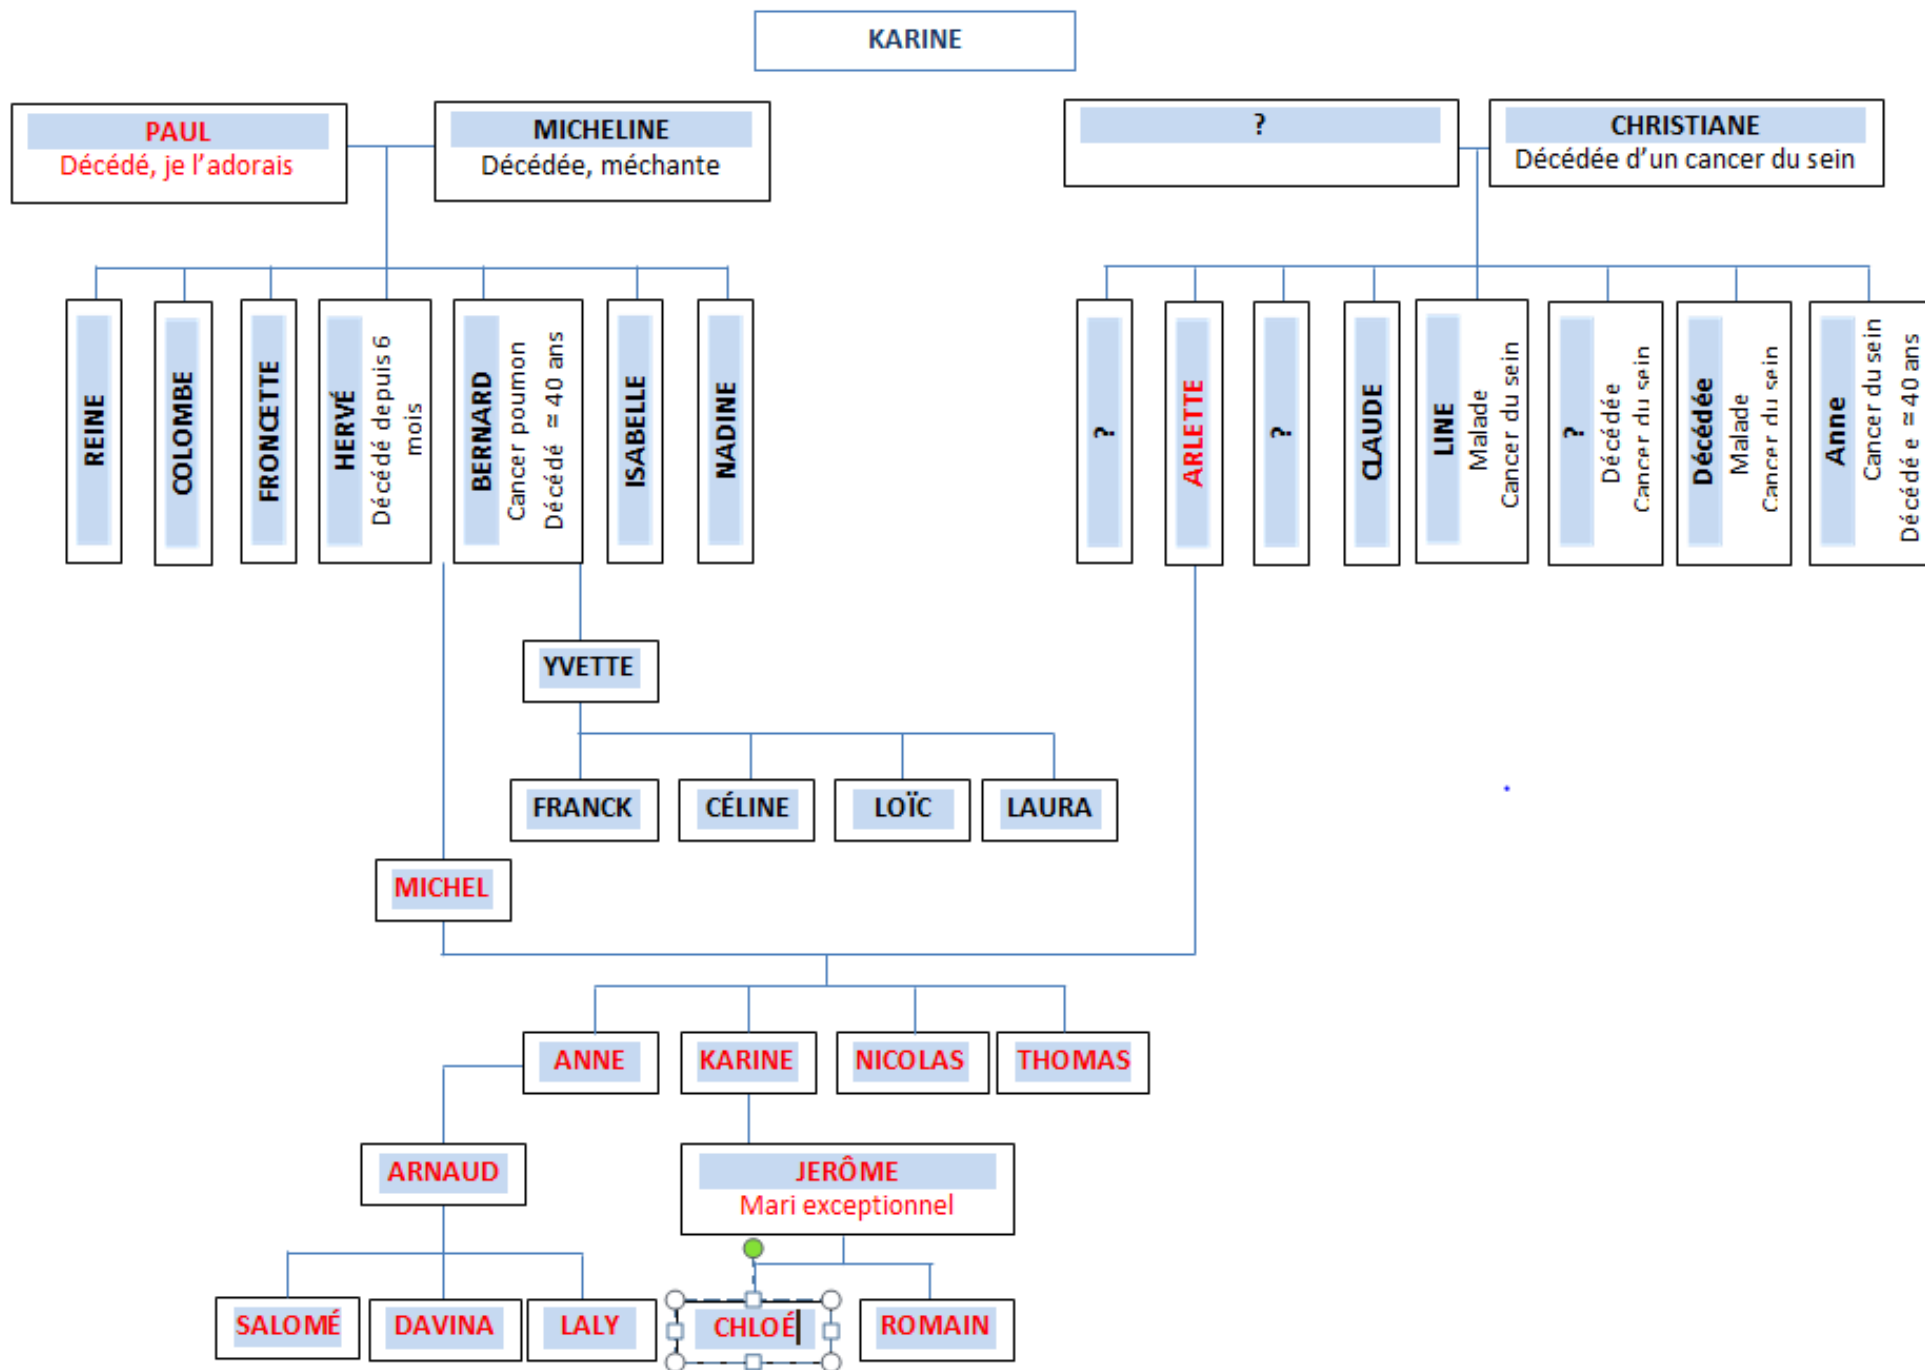 KARINE
PAUL
Décédé, je l'adorais
MICHELINE
Décédée, méchante
?
CHRISTIANE
Décédée d'un cancer du sein
REINE
COLOMBE
FRONCETTE
HERVÉ
Décédé depuis 6
mois
BERNARD
Cancer poumon
Décédé ≃ 40 ans
ISABELLE
NADINE
?
ARLETTE
?
CLAUDE
LINE
Malade
Cancer du sein
?
Décédée
Cancer du sein
Décédée
Malade
Cancer du sein
Anne
Cancer du sein
Décédé e ≃ 40 ans
YVETTE
FRANCK
CÉLINE
LOÏC
LAURA
MICHEL
ANNE
KARINE
NICOLAS
THOMAS
ARNAUD
JERÔME
Mari exceptionnel
SALOMÉ
DAVINA
LALY
CHLOÉ
ROMAIN